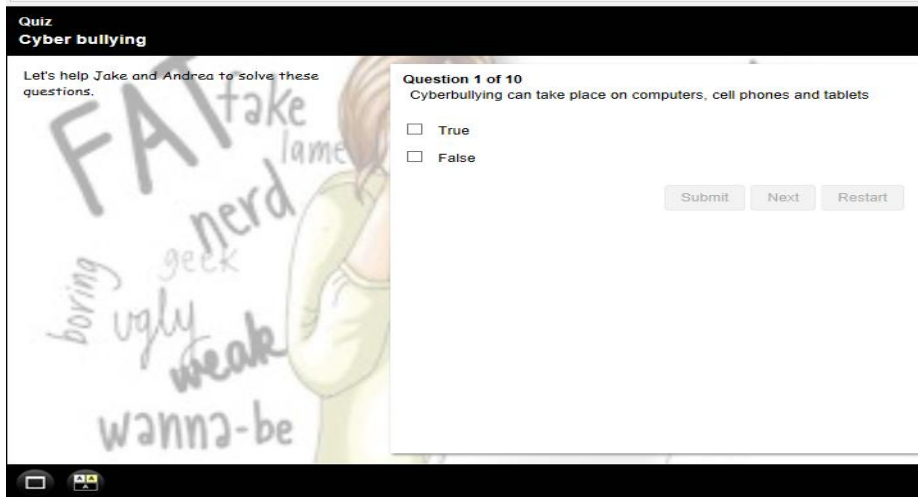 Quiz
Cyber bullying
Let's help Jake and Andrea to solve these
questions.
FAT
fake
lame
nerd
geek
boring
ugly
weak
wanna-be
Question 1 of 10
Cyberbullying can take place on computers, cell phones and tablets
True
False
Submit Next Restart